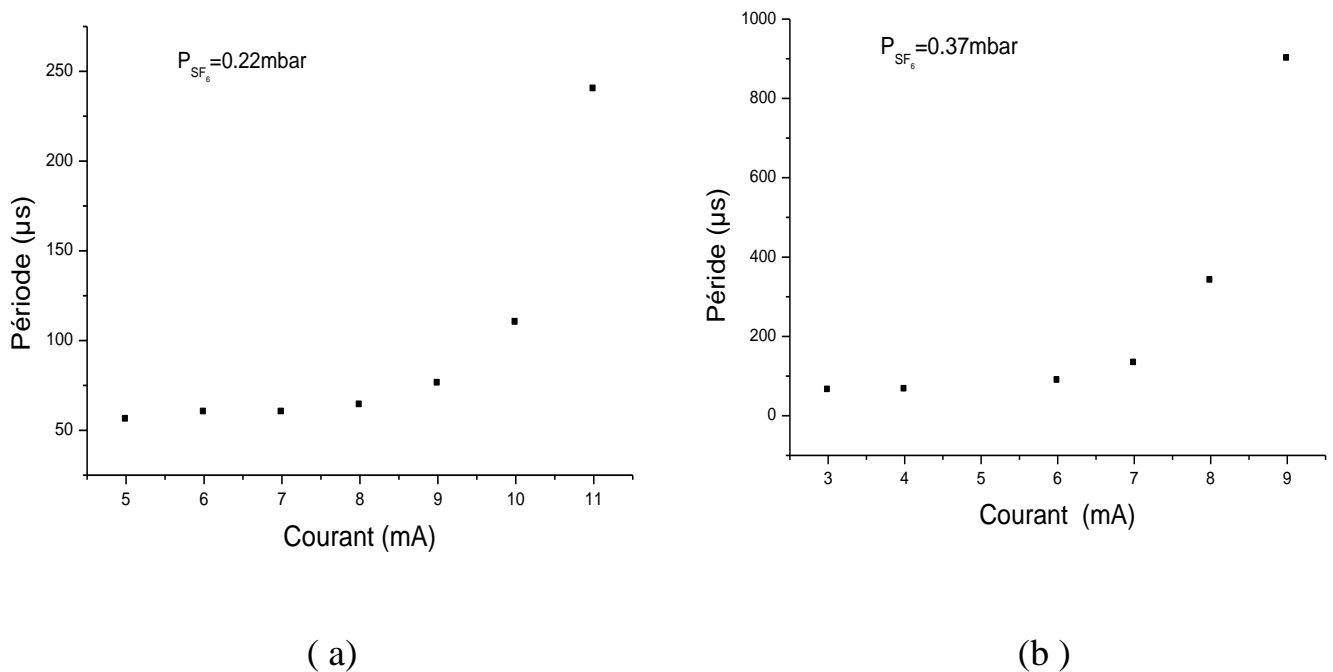 P_SF₆=0.22mbar
250
200
150
100
50
5 6 7 8 9 10 11
Période (µs)
Courant (mA)
( a)
P_SF₆=0.37mbar
1000
800
600
400
200
0
3 4 5 6 7 8 9
Péride (µs)
Courant (mA)
(b )